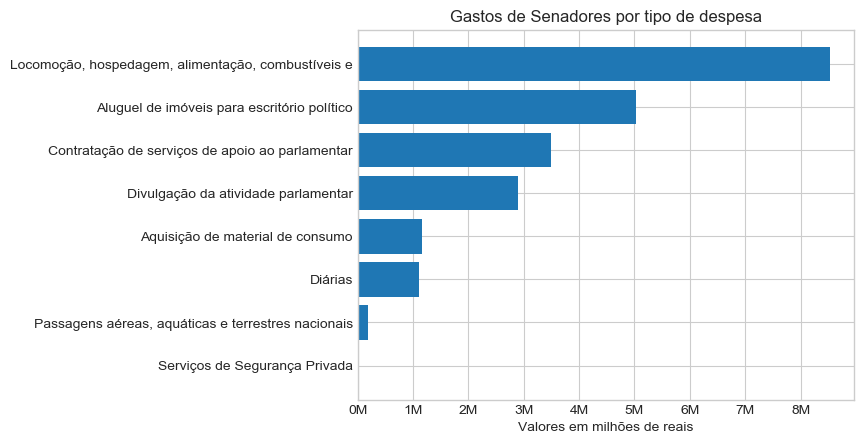 Gastos de Senadores por tipo de despesa
Locomoção, hospedagem, alimentação, combustíveis e
Aluguel de imóveis para escritório político
Contratação de serviços de apoio ao parlamentar
Divulgação da atividade parlamentar
Aquisição de material de consumo
Diárias
Passagens aéreas, aquáticas e terrestres nacionais
Serviços de Segurança Privada
0M 1M 2M 3M 4M 5M 6M 7M 8M
Valores em milhões de reais